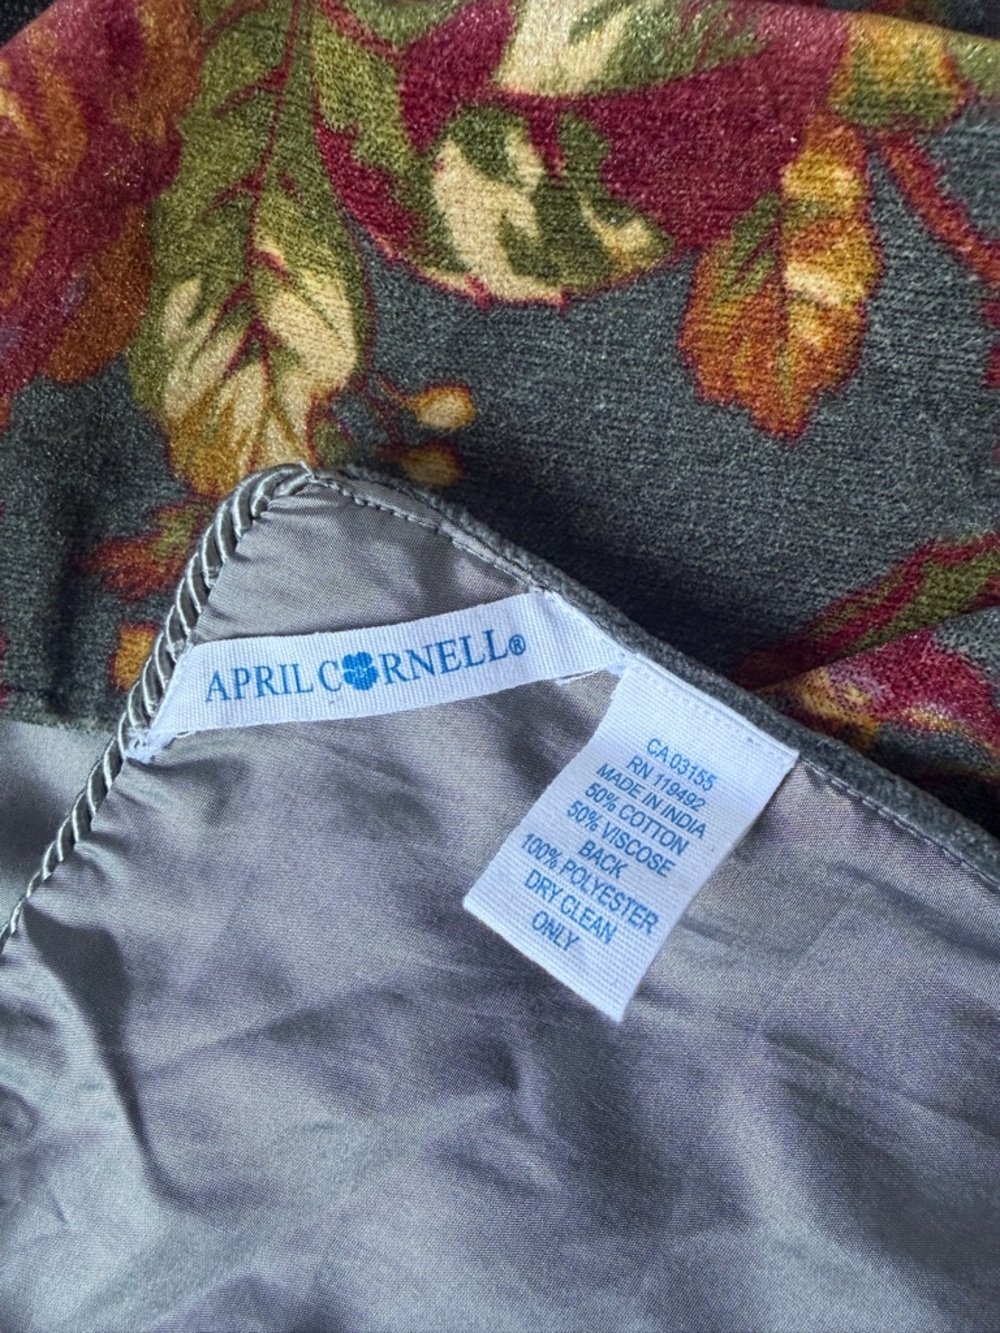 APRIL CORNELL®
CA 03155
RN 119492
MADE IN INDIA
50% COTTON
50% VISCOSE
BACK
100% POLYESTER
DRY CLEAN
ONLY